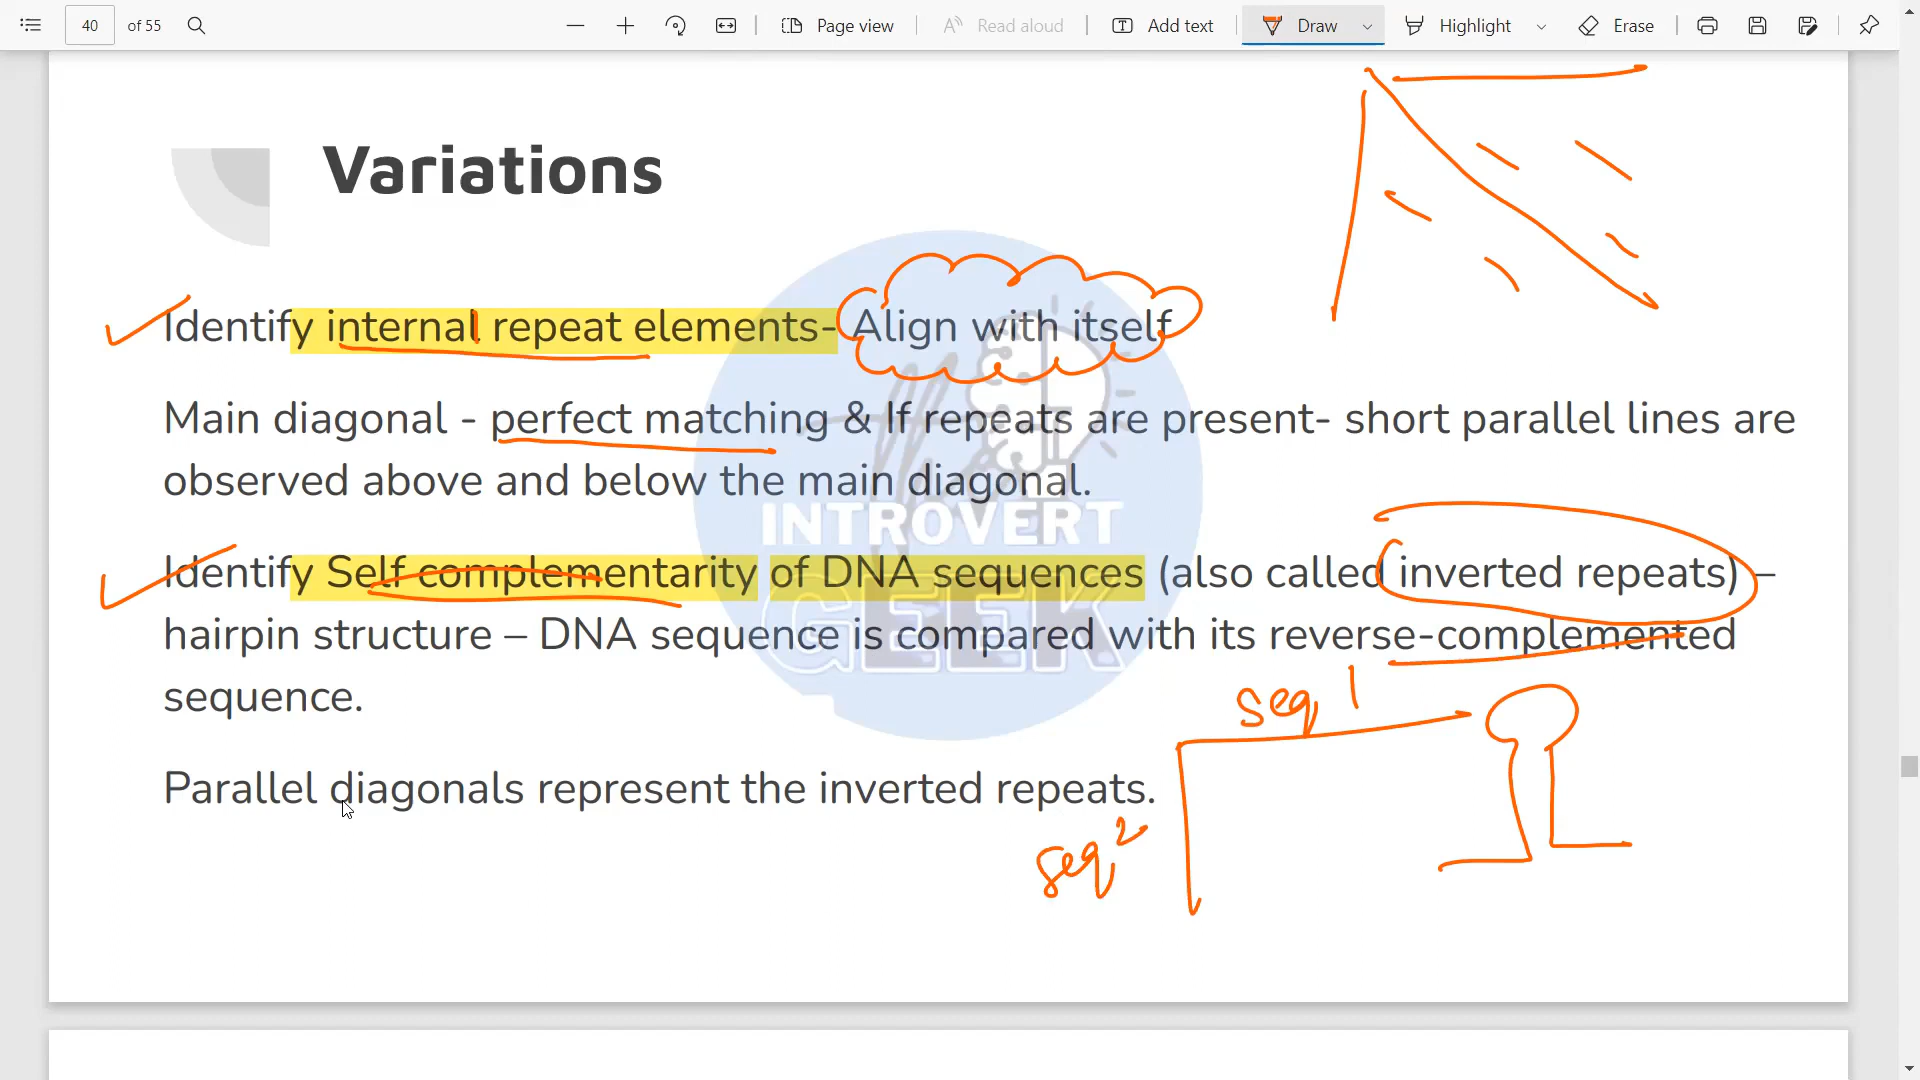 40 of 55 Page view Read aloud Add text Draw Highlight Erase
Variations
Identify internal repeat elements- Align with itself
Main diagonal - perfect matching & If repeats are present- short parallel lines are
observed above and below the main diagonal.
INTROVERT
Identify Self complementarity of DNA sequences (also called inverted repeats) –
hairpin structure – DNA sequence is compared with its reverse-complemented
GEEK
sequence.
seq 1
Parallel diagonals represent the inverted repeats.
seq 2